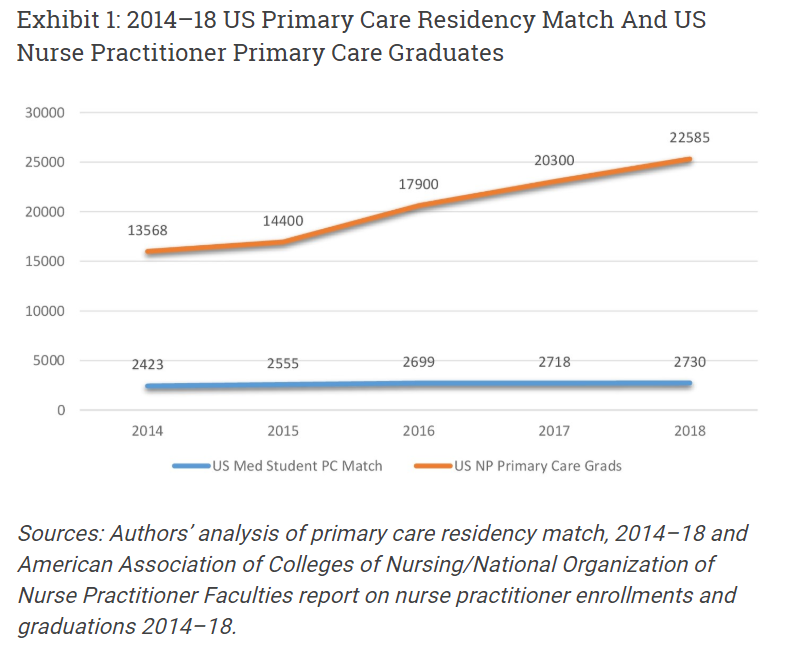 Exhibit 1: 2014–18 US Primary Care Residency Match And US
Nurse Practitioner Primary Care Graduates
30000
25000
20000
15000
10000
5000
0
13568
14400
17900
20300
22585
2423
2555
2699
2718
2730
2014
2015
2016
2017
2018
US Med Student PC Match
US NP Primary Care Grads
Sources: Authors’ analysis of primary care residency match, 2014–18 and
American Association of Colleges of Nursing/National Organization of
Nurse Practitioner Faculties report on nurse practitioner enrollments and
graduations 2014–18.